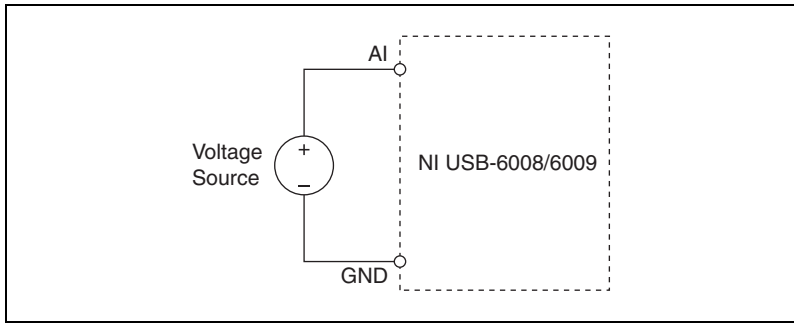 AI
+
Voltage
Source
−
NI USB-6008/6009
GND